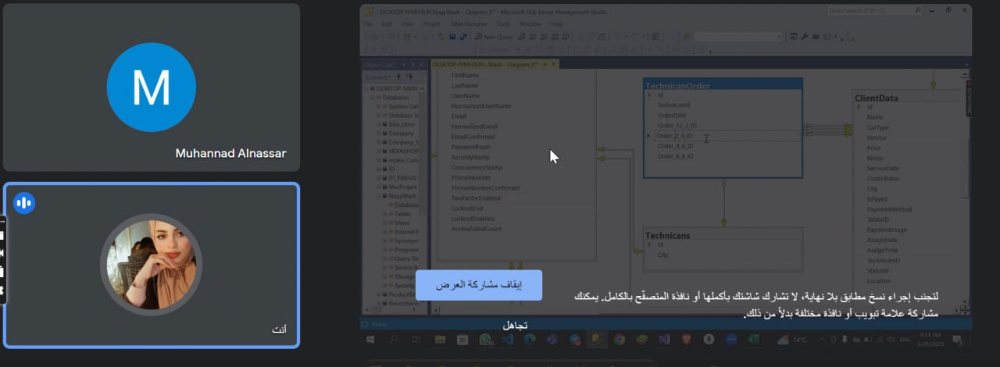 M
Muhannad Alnassar
أنت
DESKTOP-IVMH3UN.NaqyWash - Diagram_0* - Microsoft SQL Server Management Studio
Quick Launch (Ctrl+Q)
File Edit View Project Table Designer Tools Window Help
New Query
Execute
Object Expl...
DESKTOP-IVMH3UN...Wash - Diagram_0*
Connect
DESKTOP-IVMH
Databases
System Dat
Database S
bike_store
Company
Company_S
HEXASHOP
intake_Com
ITI
ITI_PWD43
MvcProject
NaqyWash
Database
Tables
Views
External F
Synonym
Programr
Query St
Service B
Storage
Security
ProductSi
ReportServ
FirstName
LastName
UserName
NormalizedUserName
Email
NormalizedEmail
EmailConfirmed
PasswordHash
SecurityStamp
ConcurrencyStamp
PhoneNumber
PhoneNumberConfirmed
TwoFactorEnabled
LockoutEnd
LockoutEnabled
AccessFailedCount
TechnicanOrder
Id
TechnicanId
OrderDate
Order_12_2_ID
Order_2_4_ID
Order_4_6_ID
Order_6_8_ID
Technicans
Id
City
ClientData
Id
Name
CarType
Service
Price
Notes
ServiceDate
OrderStatus
City
IsPayed
PaymentMethod
TabbyID
PaymentImage
AssignDate
AssignTime
TechnicanID
StatusId
Location
إيقاف مشاركة العرض
لتجنب إجراء نسخ مطابق بلا نهاية، لا تشارك شاشتك بأكملها أو نافذة المتصفّح بالكامل. يمكنك
مشاركة علامة تبويب أو نافذة مختلفة بدلاً من ذلك.
تجاهل
Ready
14°C
ENG
9:54 PM